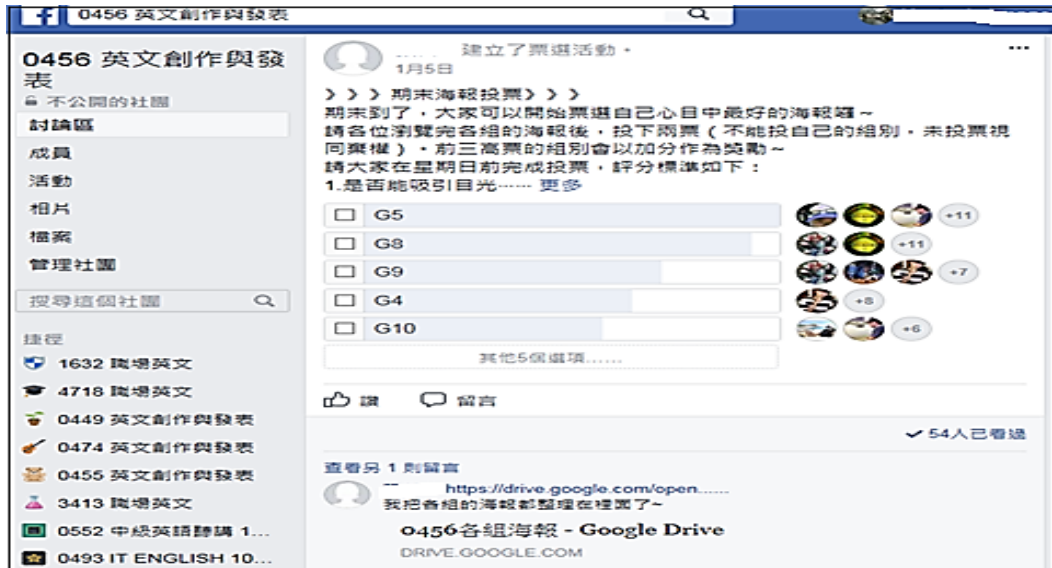 0456 英文創作與發表
0456 英文創作與發
表
不公開的社團
討論區
成員
活動
相片
檔案
管理社團
搜尋這個社團
捷徑
1632 職場英文
4718 職場英文
0449 英文創作與發表
0474 英文創作與發表
0455 英文創作與發表
3413 職場英文
0552 中級英語聽講 1...
0493 IT ENGLISH 10...
建立了票選活動。
1月5日
》》》期末海報投票》》》
期末到了，大家可以開始票選自己心目中最好的海報囉~
請各位瀏覽完各組的海報後，投下兩票（不能投自己的組別，未投票視
同棄權），前三高票的組別會以加分作為獎勵~
請大家在星期日前完成投票，評分標準如下：
1.是否能吸引目光…… 更多
G5
+11
G8
+11
G9
+7
G4
+8
G10
+6
其他5個選項……
讚
留言
54人已看過
查看另 1 則留言
https://drive.google.com/open......
我把各組的海報都整理在裡面了~
0456各組海報 - Google Drive
DRIVE.GOOGLE.COM